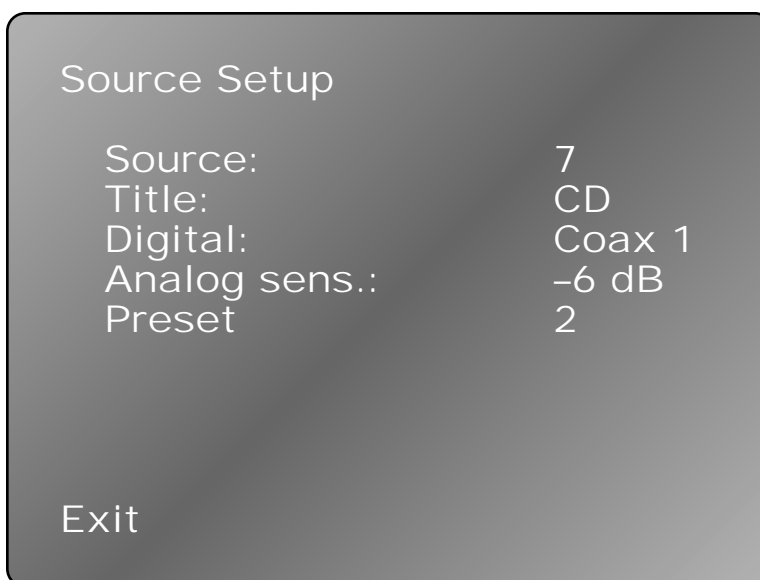 Source Setup
Source: 7
Title: CD
Digital: Coax 1
Analog sens.: –6 dB
Preset 2
Exit